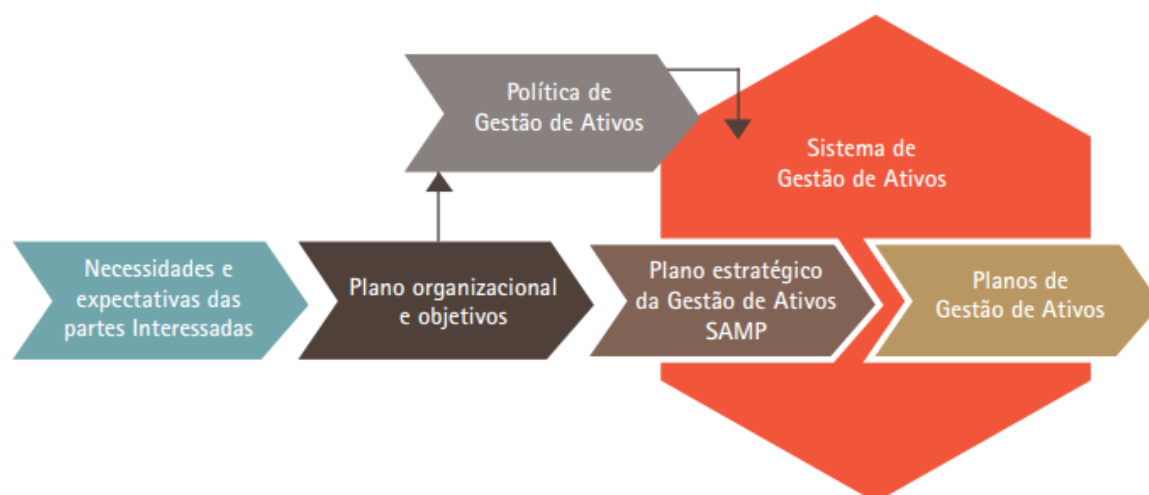 Política de
Gestão de Ativos
Sistema de
Gestão de Ativos
Necessidades e
expectativas das
partes Interessadas
Plano organizacional
e objetivos
Plano estratégico
da Gestão de Ativos
SAMP
Planos de
Gestão de Ativos